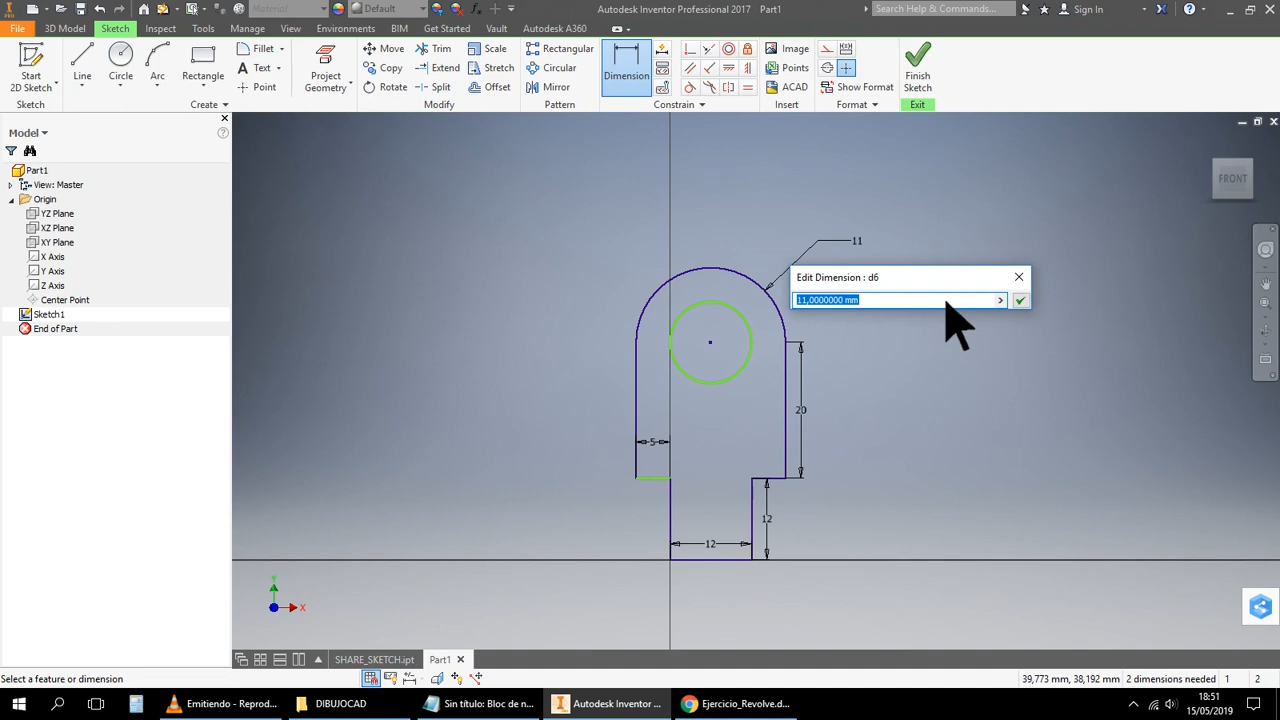 Material
Default
Autodesk Inventor Professional 2017 Part1
Search Help & Commands...
Sign In
File
Sketch
3D Model
Inspect
Tools
Manage
View
Environments
BIM
Get Started
Vault
Autodesk A360
Start
2D Sketch
Line
Circle
Arc
Rectangle
Fillet
Text
Point
Project
Geometry
Move
Copy
Rotate
Trim
Extend
Split
Scale
Stretch
Offset
Rectangular
Circular
Mirror
Dimension
Image
Points
ACAD
Show Format
Finish
Sketch
Sketch
Create
Modify
Pattern
Constrain
Insert
Format
Exit
Model
Part1
View: Master
Origin
YZ Plane
XZ Plane
XY Plane
X Axis
Y Axis
Z Axis
Center Point
Sketch1
End of Part
FRONT
11
Edit Dimension : d6
11,0000000 mm
20
5
12
12
Y
X
SHARE_SKETCH.ipt
Part1
Select a feature or dimension
39,773 mm, 38,192 mm
2 dimensions needed
1
2
Emitiendo - Reprod...
DIBUJOCAD
Sin título: Bloc de n...
Autodesk Inventor ...
Ejercicio_Revolve.d...
18:51
15/05/2019